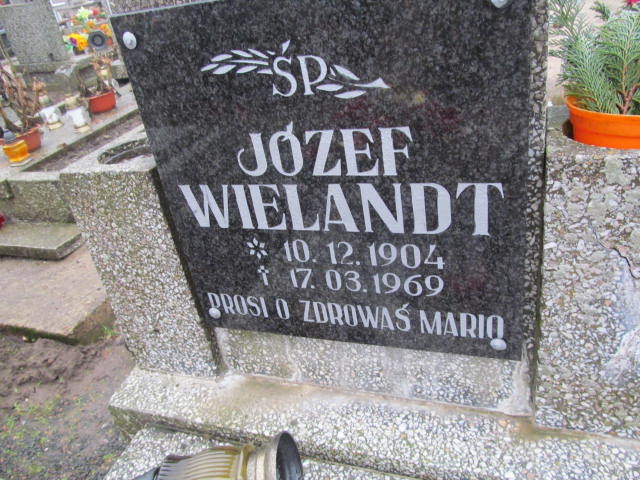 ŚP
JÓZEF
WIELANDT
10. 12. 1904
17. 03. 1969
PROSI O ZDROWAŚ MARIO